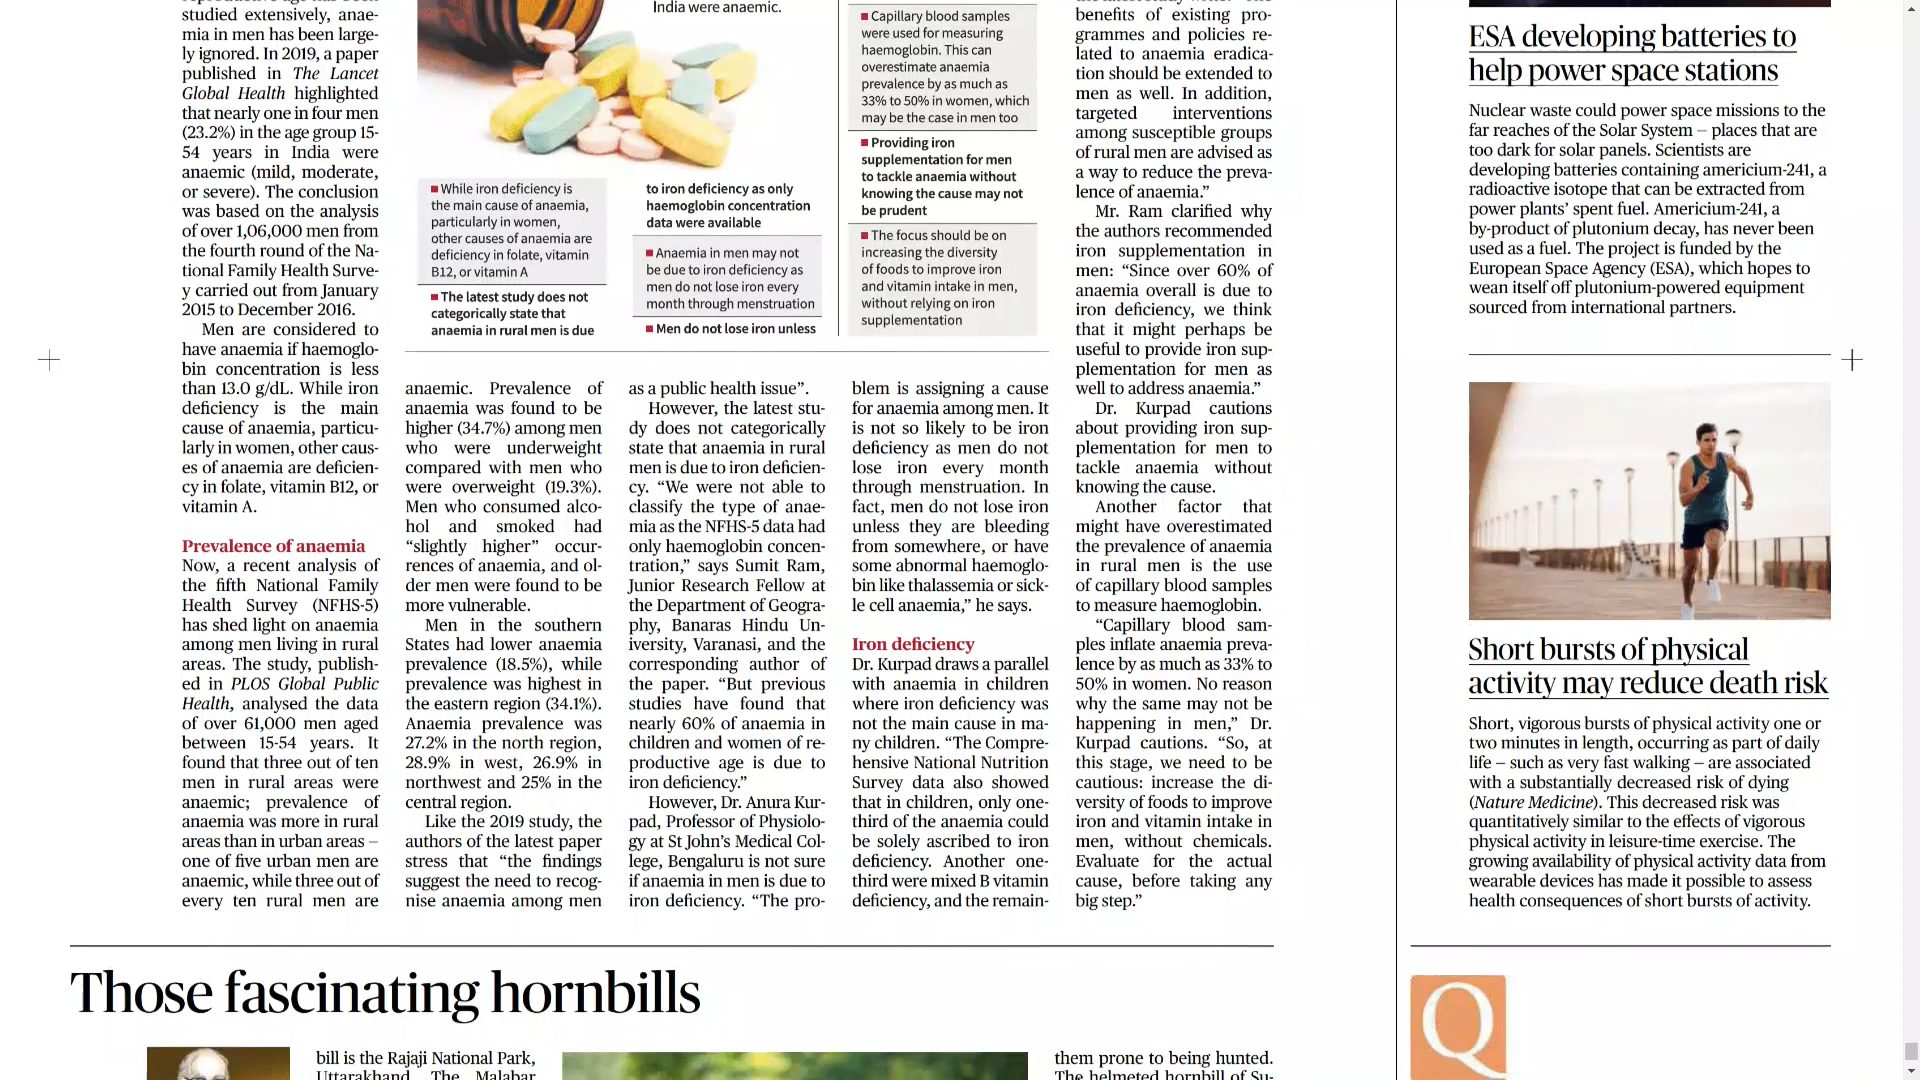 studied extensively, anae-
mia in men has been large-
ly ignored. In 2019, a paper
published in The Lancet
Global Health highlighted
that nearly one in four men
(23.2%) in the age group 15-
54 years in India were
anaemic (mild, moderate,
or severe). The conclusion
was based on the analysis
of over 1,06,000 men from
the fourth round of the Na-
tional Family Health Surve-
y carried out from January
2015 to December 2016.
Men are considered to
have anaemia if haemoglo-
bin concentration is less
than 13.0 g/dL. While iron
deficiency is the main
cause of anaemia, particu-
larly in women, other caus-
es of anaemia are deficien-
cy in folate, vitamin B12, or
vitamin A.
Prevalence of anaemia
Now, a recent analysis of
the fifth National Family
Health Survey (NFHS-5)
has shed light on anaemia
among men living in rural
areas. The study, publish-
ed in PLOS Global Public
Health, analysed the data
of over 61,000 men aged
between 15-54 years. It
found that three out of ten
men in rural areas were
anaemic; prevalence of
anaemia was more in rural
areas than in urban areas –
one of five urban men are
anaemic, while three out of
every ten rural men are
India were anaemic.
While iron deficiency is
the main cause of anaemia,
particularly in women,
other causes of anaemia are
deficiency in folate, vitamin
B12, or vitamin A
The latest study does not
categorically state that
anaemia in rural men is due
to iron deficiency as only
haemoglobin concentration
data were available
Anaemia in men may not
be due to iron deficiency as
men do not lose iron every
month through menstruation
Men do not lose iron unless
Capillary blood samples
were used for measuring
haemoglobin. This can
overestimate anaemia
prevalence by as much as
33% to 50% in women, which
may be the case in men too
Providing iron
supplementation for men
to tackle anaemia without
knowing the cause may not
be prudent
The focus should be on
increasing the diversity
of foods to improve iron
and vitamin intake in men,
without relying on iron
supplementation
anaemic. Prevalence of
anaemia was found to be
higher (34.7%) among men
who were underweight
compared with men who
were overweight (19.3%).
Men who consumed alco-
hol and smoked had
“slightly higher” occur-
rences of anaemia, and ol-
der men were found to be
more vulnerable.
Men in the southern
States had lower anaemia
prevalence (18.5%), while
prevalence was highest in
the eastern region (34.1%).
Anaemia prevalence was
27.2% in the north region,
28.9% in west, 26.9% in
northwest and 25% in the
central region.
Like the 2019 study, the
authors of the latest paper
stress that “the findings
suggest the need to recog-
nise anaemia among men
as a public health issue”.
However, the latest stu-
dy does not categorically
state that anaemia in rural
men is due to iron deficien-
cy. “We were not able to
classify the type of anae-
mia as the NFHS-5 data had
only haemoglobin concen-
tration,” says Sumit Ram,
Junior Research Fellow at
the Department of Geogra-
phy, Banaras Hindu Un-
iversity, Varanasi, and the
corresponding author of
the paper. “But previous
studies have found that
nearly 60% of anaemia in
children and women of re-
productive age is due to
iron deficiency.”
However, Dr. Anura Kur-
pad, Professor of Physiolo-
gy at St John’s Medical Col-
lege, Bengaluru is not sure
if anaemia in men is due to
iron deficiency. “The pro-
blem is assigning a cause
for anaemia among men. It
is not so likely to be iron
deficiency as men do not
lose iron every month
through menstruation. In
fact, men do not lose iron
unless they are bleeding
from somewhere, or have
some abnormal haemoglo-
bin like thalassemia or sick-
le cell anaemia,” he says.
Iron deficiency
Dr. Kurpad draws a parallel
with anaemia in children
where iron deficiency was
not the main cause in ma-
ny children. “The Compre-
hensive National Nutrition
Survey data also showed
that in children, only one-
third of the anaemia could
be solely ascribed to iron
deficiency. Another one-
third were mixed B vitamin
deficiency, and the remain-
benefits of existing pro-
grammes and policies re-
lated to anaemia eradica-
tion should be extended to
men as well. In addition,
targeted interventions
among susceptible groups
of rural men are advised as
a way to reduce the preva-
lence of anaemia.”
Mr. Ram clarified why
the authors recommended
iron supplementation in
men: “Since over 60% of
anaemia overall is due to
iron deficiency, we think
that it might perhaps be
useful to provide iron sup-
plementation for men as
well to address anaemia.”
Dr. Kurpad cautions
about providing iron sup-
plementation for men to
tackle anaemia without
knowing the cause.
Another factor that
might have overestimated
the prevalence of anaemia
in rural men is the use
of capillary blood samples
to measure haemoglobin.
“Capillary blood sam-
ples inflate anaemia preva-
lence by as much as 33% to
50% in women. No reason
why the same may not be
happening in men,” Dr.
Kurpad cautions. “So, at
this stage, we need to be
cautious: increase the di-
versity of foods to improve
iron and vitamin intake in
men, without chemicals.
Evaluate for the actual
cause, before taking any
big step.”
ESA developing batteries to
help power space stations
Nuclear waste could power space missions to the
far reaches of the Solar System – places that are
too dark for solar panels. Scientists are
developing batteries containing americium-241, a
radioactive isotope that can be extracted from
power plants’ spent fuel. Americium-241, a
by-product of plutonium decay, has never been
used as a fuel. The project is funded by the
European Space Agency (ESA), which hopes to
wean itself off plutonium-powered equipment
sourced from international partners.
Short bursts of physical
activity may reduce death risk
Short, vigorous bursts of physical activity one or
two minutes in length, occurring as part of daily
life – such as very fast walking – are associated
with a substantially decreased risk of dying
(Nature Medicine). This decreased risk was
quantitatively similar to the effects of vigorous
physical activity in leisure-time exercise. The
growing availability of physical activity data from
wearable devices has made it possible to assess
health consequences of short bursts of activity.
Those fascinating hornbills
bill is the Rajaji National Park,
Uttarakhand. The Malabar
them prone to being hunted.
The helmeted hornbill of Su-
Q